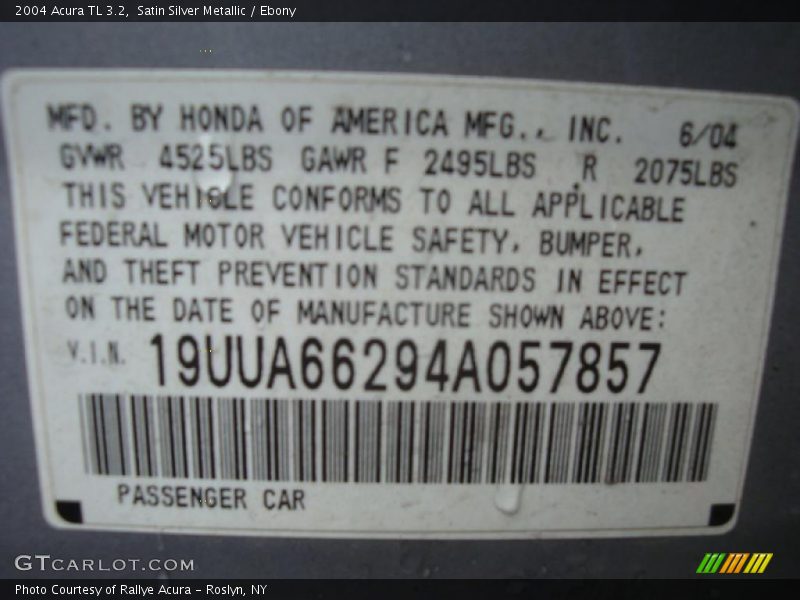 2004 Acura TL 3.2,  Satin Silver Metallic / Ebony
MFD. BY HONDA OF AMERICA MFG., INC. 6/04
GVWR 4525LBS GAWR F 2495LBS R 2075LBS
THIS VEHICLE CONFORMS TO ALL APPLICABLE
FEDERAL MOTOR VEHICLE SAFETY, BUMPER,
AND THEFT PREVENTION STANDARDS IN EFFECT
ON THE DATE OF MANUFACTURE SHOWN ABOVE:
V.I.N. 19UUA66294A057857
PASSENGER CAR
GTCARLOT.COM
Photo Courtesy of Rallye Acura – Roslyn, NY